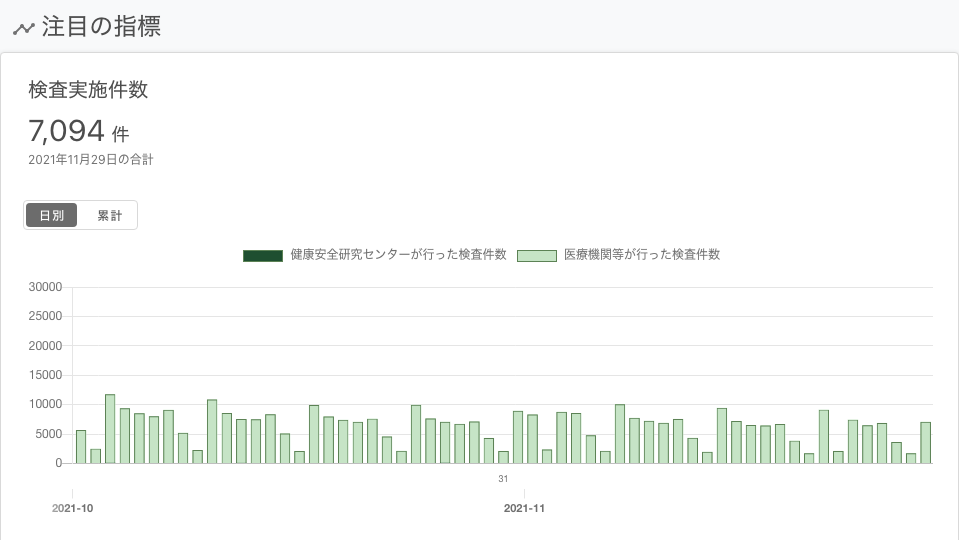 注目の指標
検査実施件数
7,094 件
2021年11月29日の合計
日別 累計
健康安全研究センターが行った検査件数 医療機関等が行った検査件数
30000
25000
20000
15000
10000
5000
0
31
2021-10 2021-11